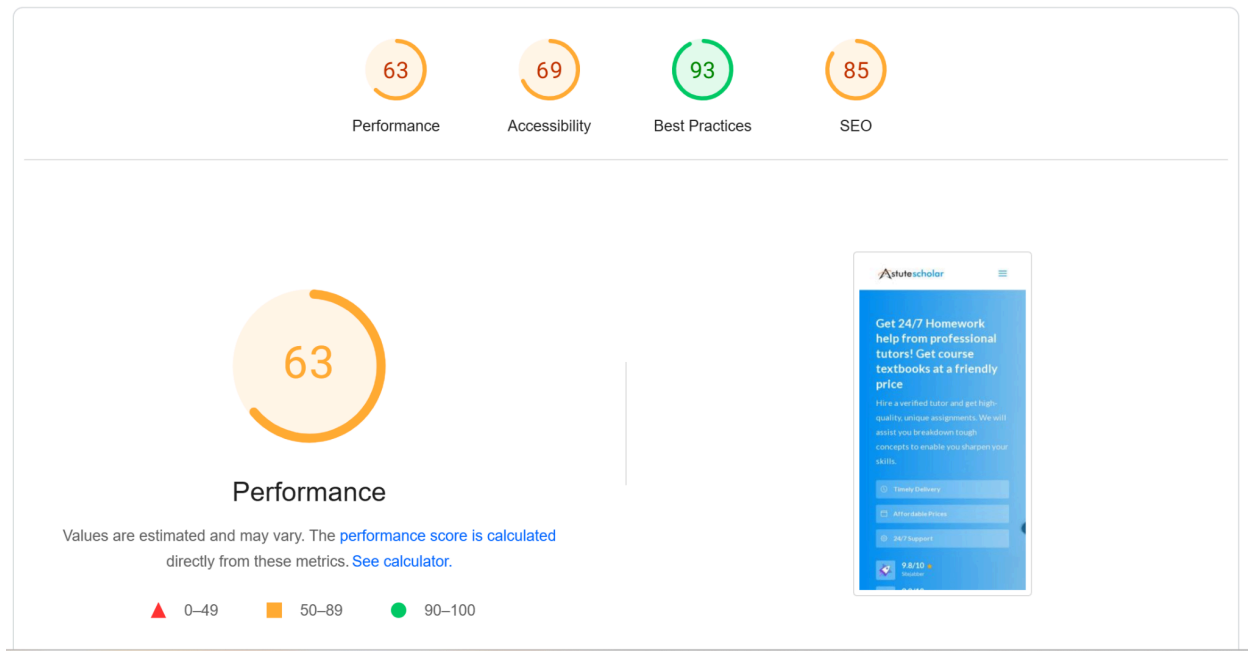 63
69
93
85
Performance
Accessibility
Best Practices
SEO
63
Performance
Values are estimated and may vary. The performance score is calculated
directly from these metrics. See calculator.
0–49
50–89
90–100
Astutescholar
Get 24/7 Homework
help from professional
tutors! Get course
textbooks at a friendly
price
Hire a verified tutor and get high-
quality, unique assignments. We will
assist you breakdown tough
concepts to enable you sharpen your
skills.
Timely Delivery
Affordable Prices
24/7 Support
9.8/10